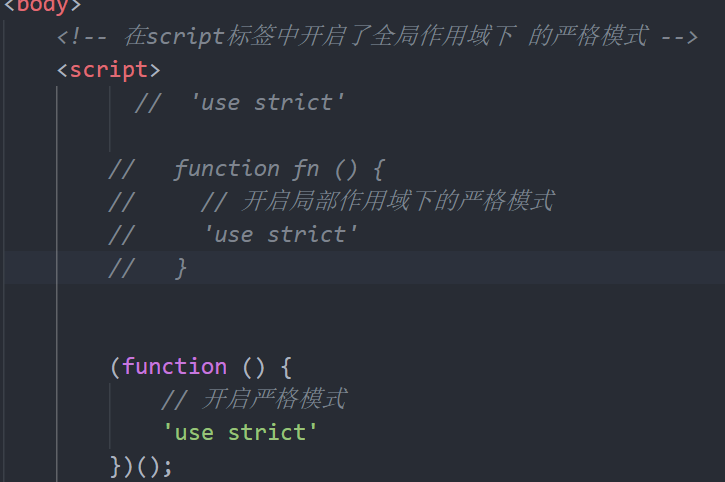 <body>
<!-- 在script标签中开启了全局作用域下 的严格模式 -->
<script>
//  'use strict'
//   function fn () {
//     // 开启局部作用域下的严格模式
//     'use strict'
//   }
(function () {
// 开启严格模式
'use strict'
})();